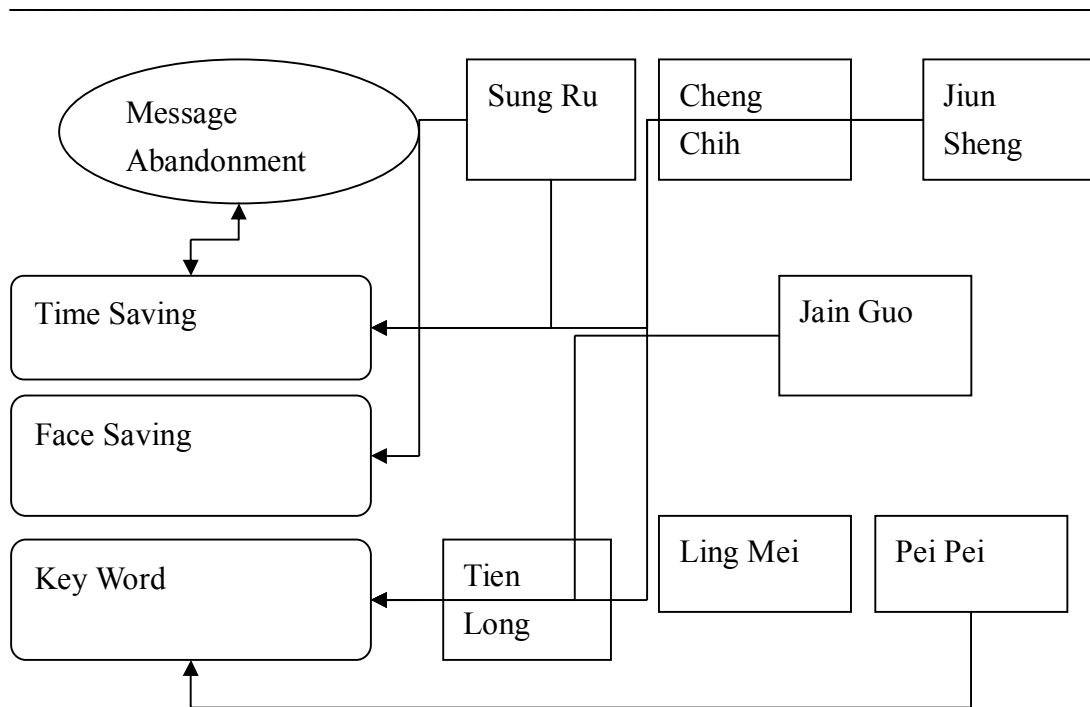 Message
Abandonment
Sung Ru
Cheng
Chih
Jiun
Sheng
Time Saving
Jain Guo
Face Saving
Key Word
Tien
Long
Ling Mei
Pei Pei